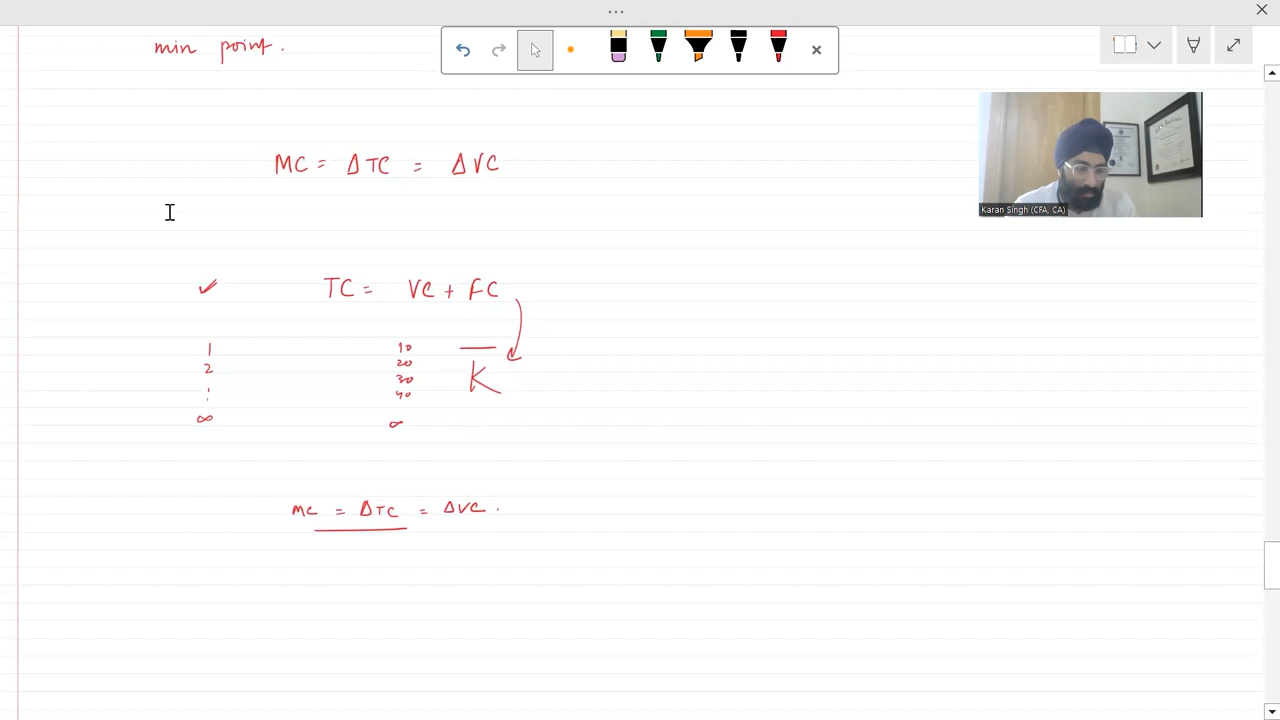 min point.
MC = ΔTC = ΔVC
Karan Singh (CFA, CA)
✓ TC = VC + FC
1 10
2 20
⋮ 30 K
40
∞ ∞
MC = ΔTC = ΔVC.